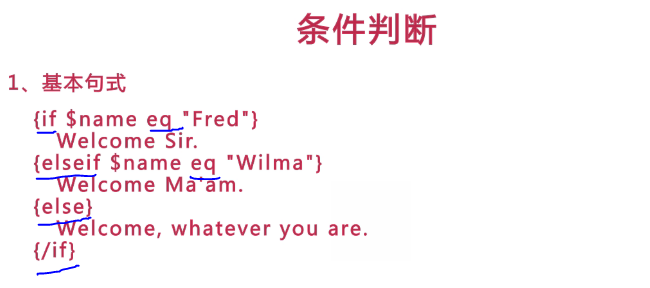 条件判断
1、基本句式
{if $name eq "Fred"}
Welcome Sir.
{elseif $name eq "Wilma"}
Welcome Ma'am.
{else}
Welcome, whatever you are.
{/if}